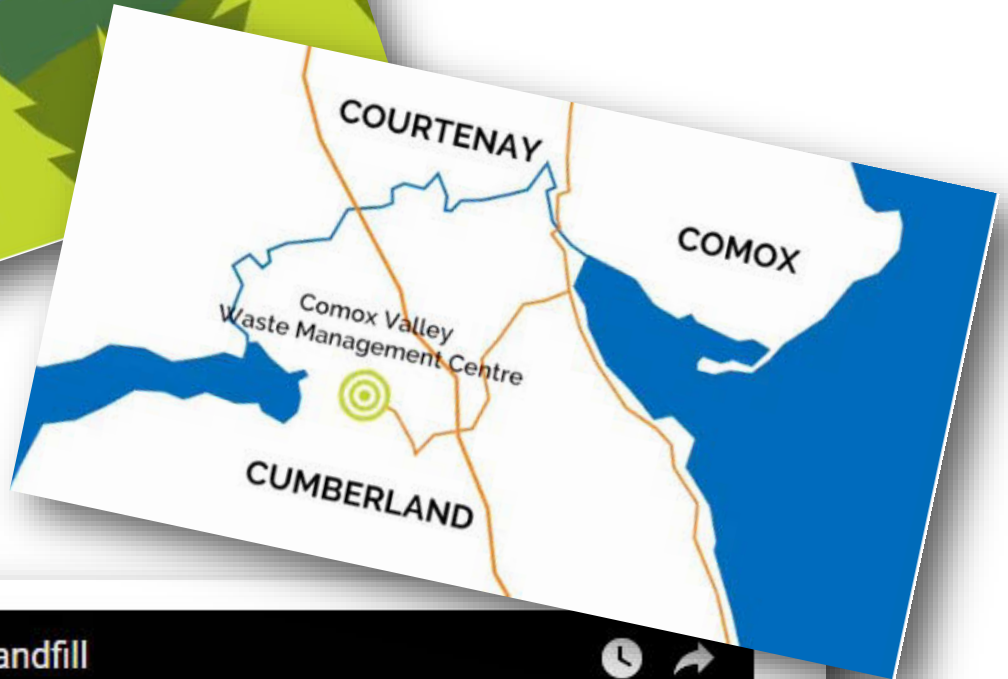 COURTENAY
COMOX
Comox Valley
Waste Management Centre
CUMBERLAND
andfill